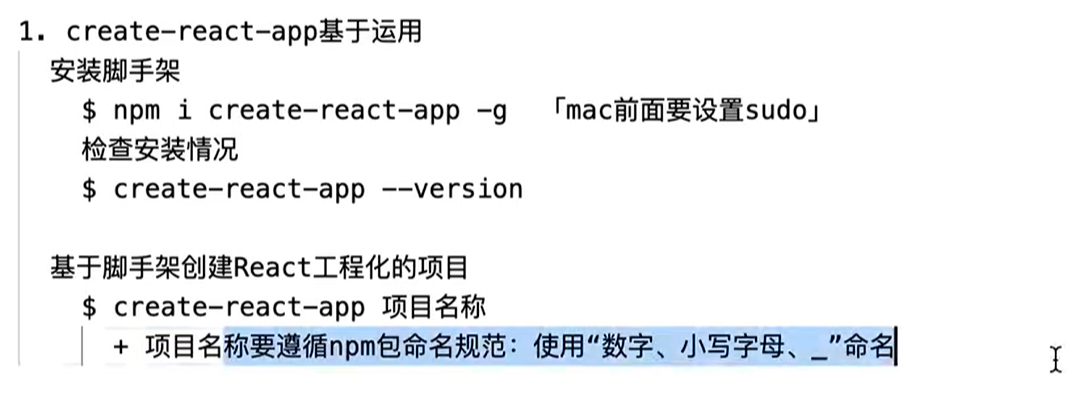 1. create-react-app基于运用
安装脚手架
$ npm i create-react-app -g 「mac前面要设置sudo」
检查安装情况
$ create-react-app --version
基于脚手架创建React工程化的项目
$ create-react-app 项目名称
+ 项目名称要遵循npm包命名规范：使用“数字、小写字母、_”命名